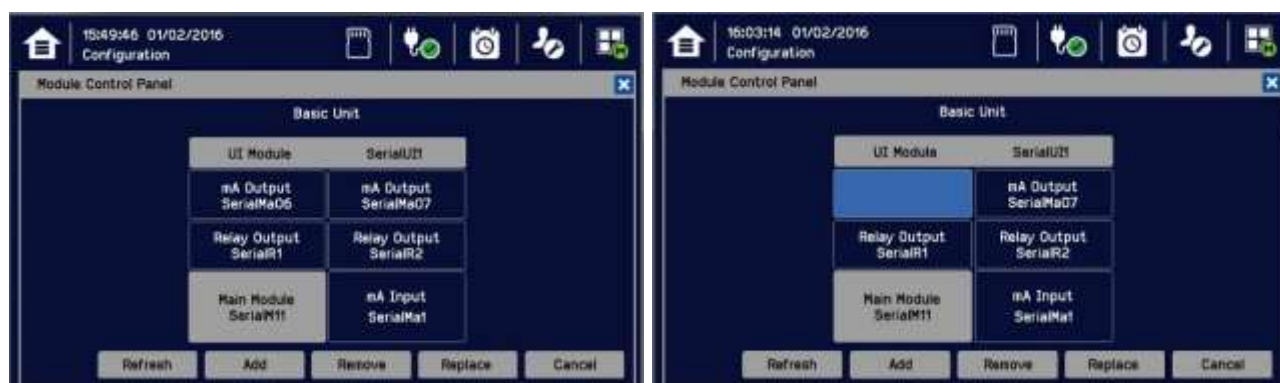 15:49:46 01/02/2016
Configuration
Module Control Panel
Basic Unit
UI Module SerialUI1
mA Output mA Output
SerialMaO6 SerialMaO7
Relay Output Relay Output
SerialR1 SerialR2
Main Module mA Input
SerialM11 SerialMa1
Refresh Add Remove Replace Cancel
16:03:14 01/02/2016
Configuration
Module Control Panel
Basic Unit
UI Module SerialUI1
mA Output
SerialMaO7
Relay Output Relay Output
SerialR1 SerialR2
Main Module mA Input
SerialM11 SerialMa1
Refresh Add Remove Replace Cancel